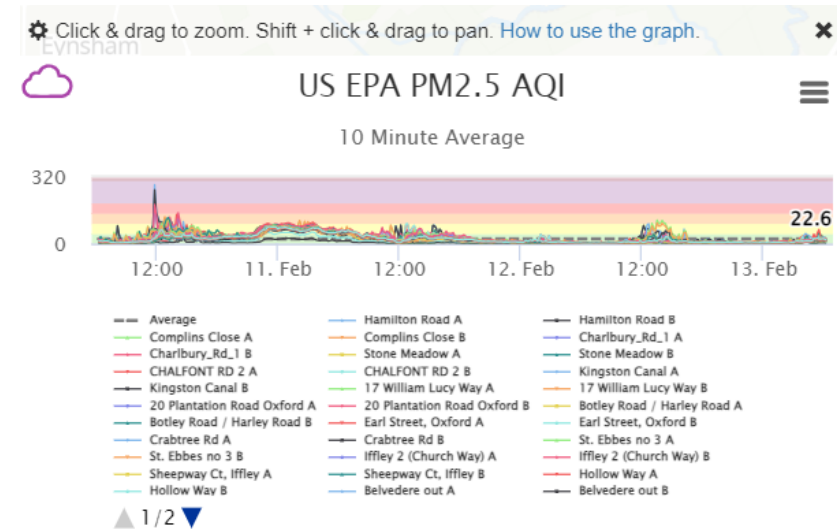 Click & drag to zoom. Shift + click & drag to pan. How to use the graph.
Eynsham
US EPA PM2.5 AQI
10 Minute Average
320
22.6
0
12:00 11. Feb 12:00 12. Feb 12:00 13. Feb
Average Hamilton Road A Hamilton Road B
Complins Close A Complins Close B Charlbury_Rd_1 A
Charlbury_Rd_1 B Stone Meadow A Stone Meadow B
CHALFONT RD 2 A CHALFONT RD 2 B Kingston Canal A
Kingston Canal B 17 William Lucy Way A 17 William Lucy Way B
20 Plantation Road Oxford A 20 Plantation Road Oxford B Botley Road / Harley Road A
Botley Road / Harley Road B Earl Street, Oxford A Earl Street, Oxford B
Crabtree Rd A Crabtree Rd B St. Ebbes no 3 A
St. Ebbes no 3 B Iffley 2 (Church Way) A Iffley 2 (Church Way) B
Sheepway Ct, Iffley A Sheepway Ct, Iffley B Hollow Way A
Hollow Way B Belvedere out A Belvedere out B
1/2